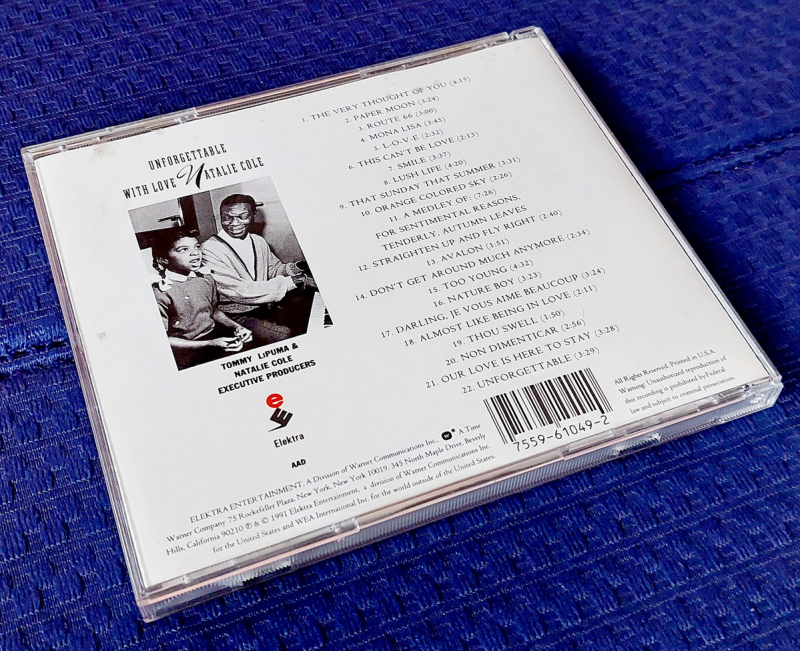 UNFORGETTABLE
WITH LOVE NATALIE COLE
TOMMY LiPUMA &
NATALIE COLE
EXECUTIVE PRODUCERS
e
E
Elektra
AAD
1. THE VERY THOUGHT OF YOU (4:15)
2. PAPER MOON (3:24)
3. ROUTE 66 (3:00)
4. MONA LISA (3:45)
5. L-O-V-E (2:32)
6. THIS CAN'T BE LOVE (2:13)
7. SMILE (3:37)
8. LUSH LIFE (4:20)
9. THAT SUNDAY THAT SUMMER (3:31)
10. ORANGE COLORED SKY (2:26)
11. A MEDLEY OF: (7:26)
FOR SENTIMENTAL REASONS,
TENDERLY, AUTUMN LEAVES
12. STRAIGHTEN UP AND FLY RIGHT (2:40)
13. AVALON (1:51)
14. DON'T GET AROUND MUCH ANYMORE (2:34)
15. TOO YOUNG (4:32)
16. NATURE BOY (3:23)
17. DARLING, JE VOUS AIME BEAUCOUP (3:24)
18. ALMOST LIKE BEING IN LOVE (2:11)
19. THOU SWELL (1:50)
20. NON DIMENTICAR (2:56)
21. OUR LOVE IS HERE TO STAY (3:28)
22. UNFORGETTABLE (3:29)
7559-61049-2
All Rights Reserved. Printed in U.S.A.
Warning: Unauthorized reproduction of
this recording is prohibited by Federal
law and subject to criminal prosecution.
ELEKTRA ENTERTAINMENT, A Division of Warner Communications Inc. ® A Time
Warner Company 75 Rockefeller Plaza, New York, New York 10019. 345 North Maple Drive, Beverly
Hills, California 90210 ℗ & © 1991 Elektra Entertainment, a division of Warner Communications Inc.
for the United States and WEA International Inc. for the world outside of the United States.